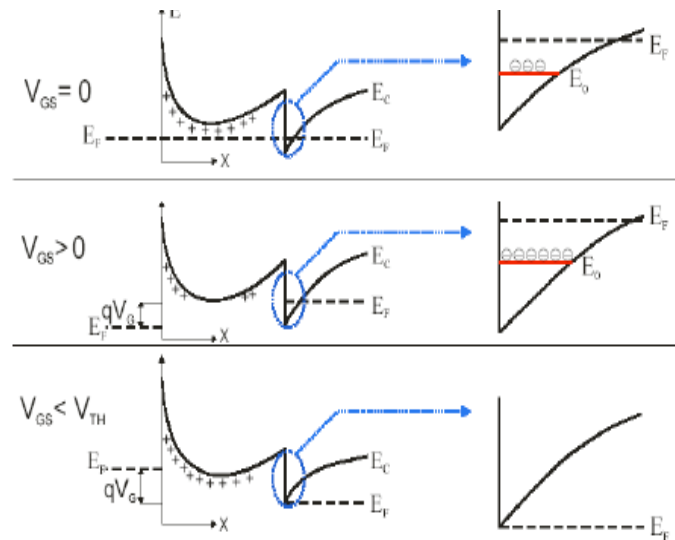 E
V_GS = 0
E_F
+ + + + + + + + +
X
E_C
E_F
⊖⊖⊖
E_F
E_0
V_GS > 0
qV_G
E_F
+ + + + +
X
E_C
E_F
⊖⊖⊖⊖⊖⊖
E_F
E_0
V_GS < V_TH
E_F
qV_G
+ + + + + + + + + +
X
E_C
E_F
E_F